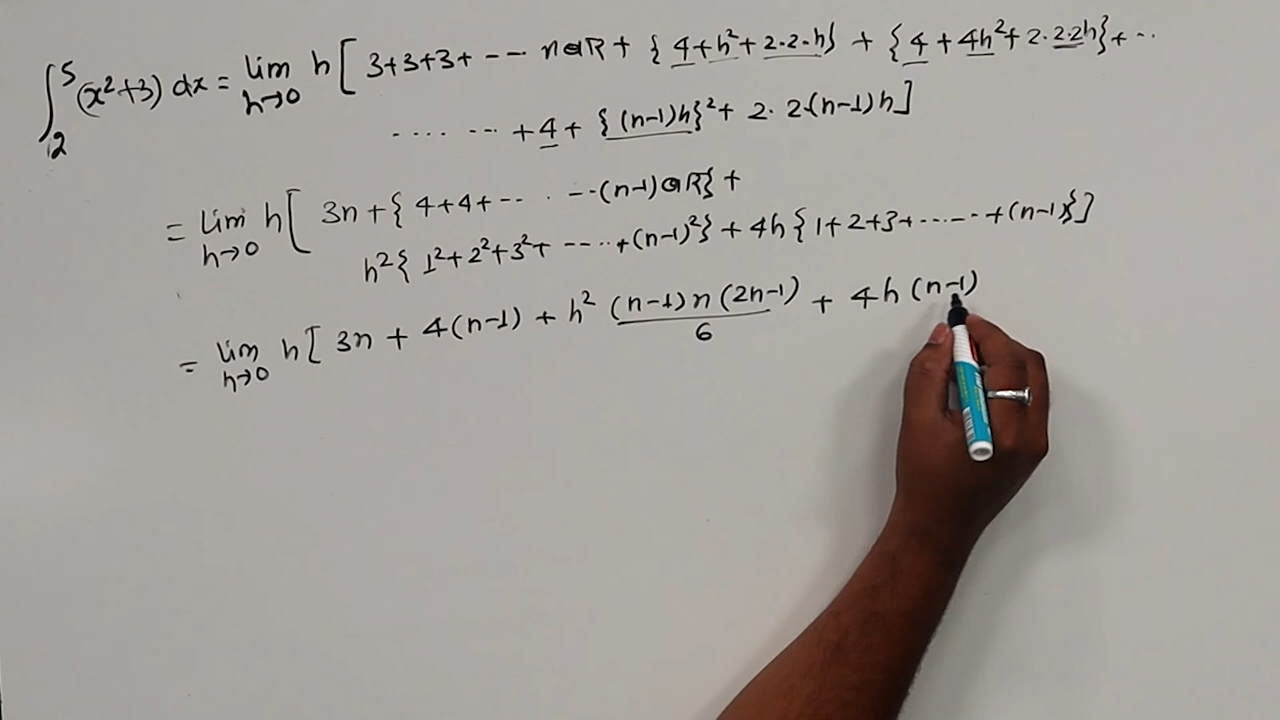 ∫₂⁵ (x²+3) dx = lim h→0 h [ 3+3+3+ ---- n बार + { 4+h²+2·2·h} + { 4 + 4h²+2·2·2h}+ ··
···· ··· +4+ { (n-1)h}²+ 2·2·(n-1)h ]
= lim h→0 h [ 3n + { 4+4+-- · --(n-1)बार} +
h² { 1²+2²+3²+ ----+(n-1)²} + 4h { 1+2+3+······+(n-1)} ]
= lim h→0 h [ 3n + 4(n-1) + h² (n-1)n(2n-1)/6 + 4h (n-1)